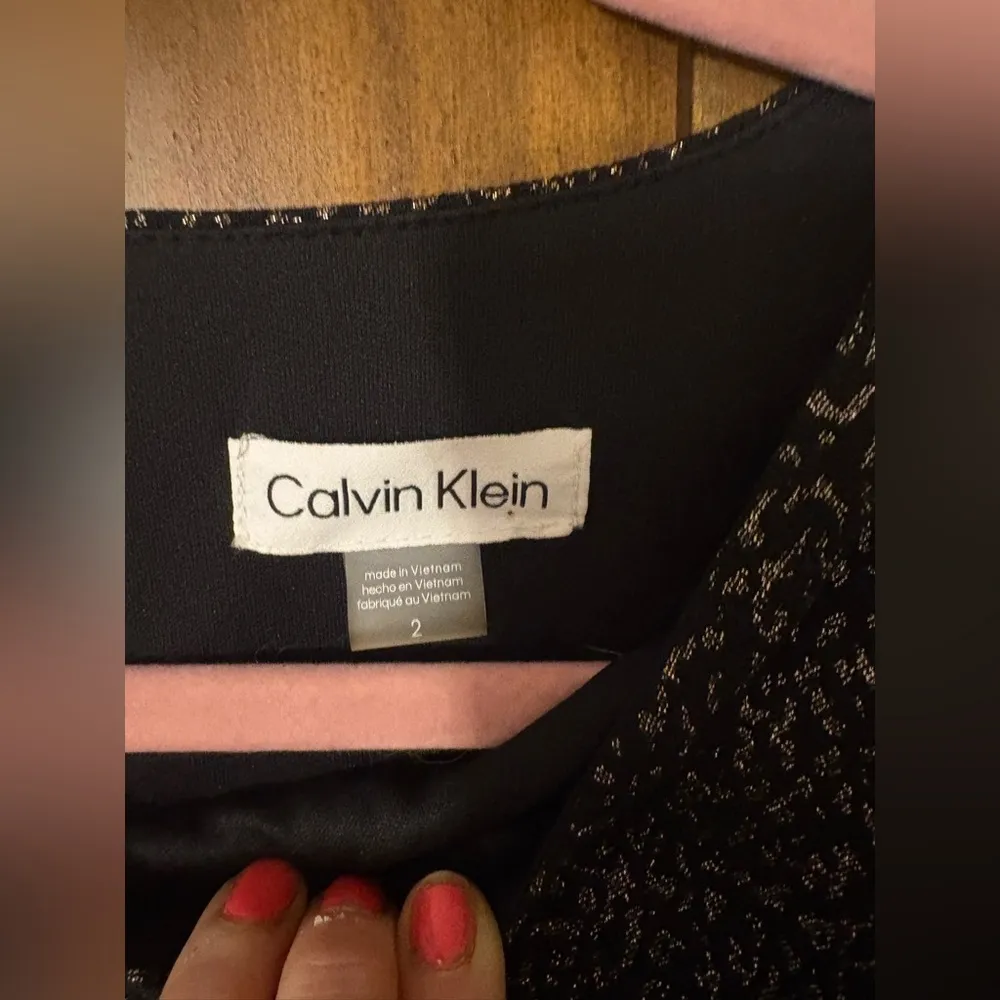 Calvin Klein
made in Vietnam
hecho en Vietnam
fabriqué au Vietnam
2